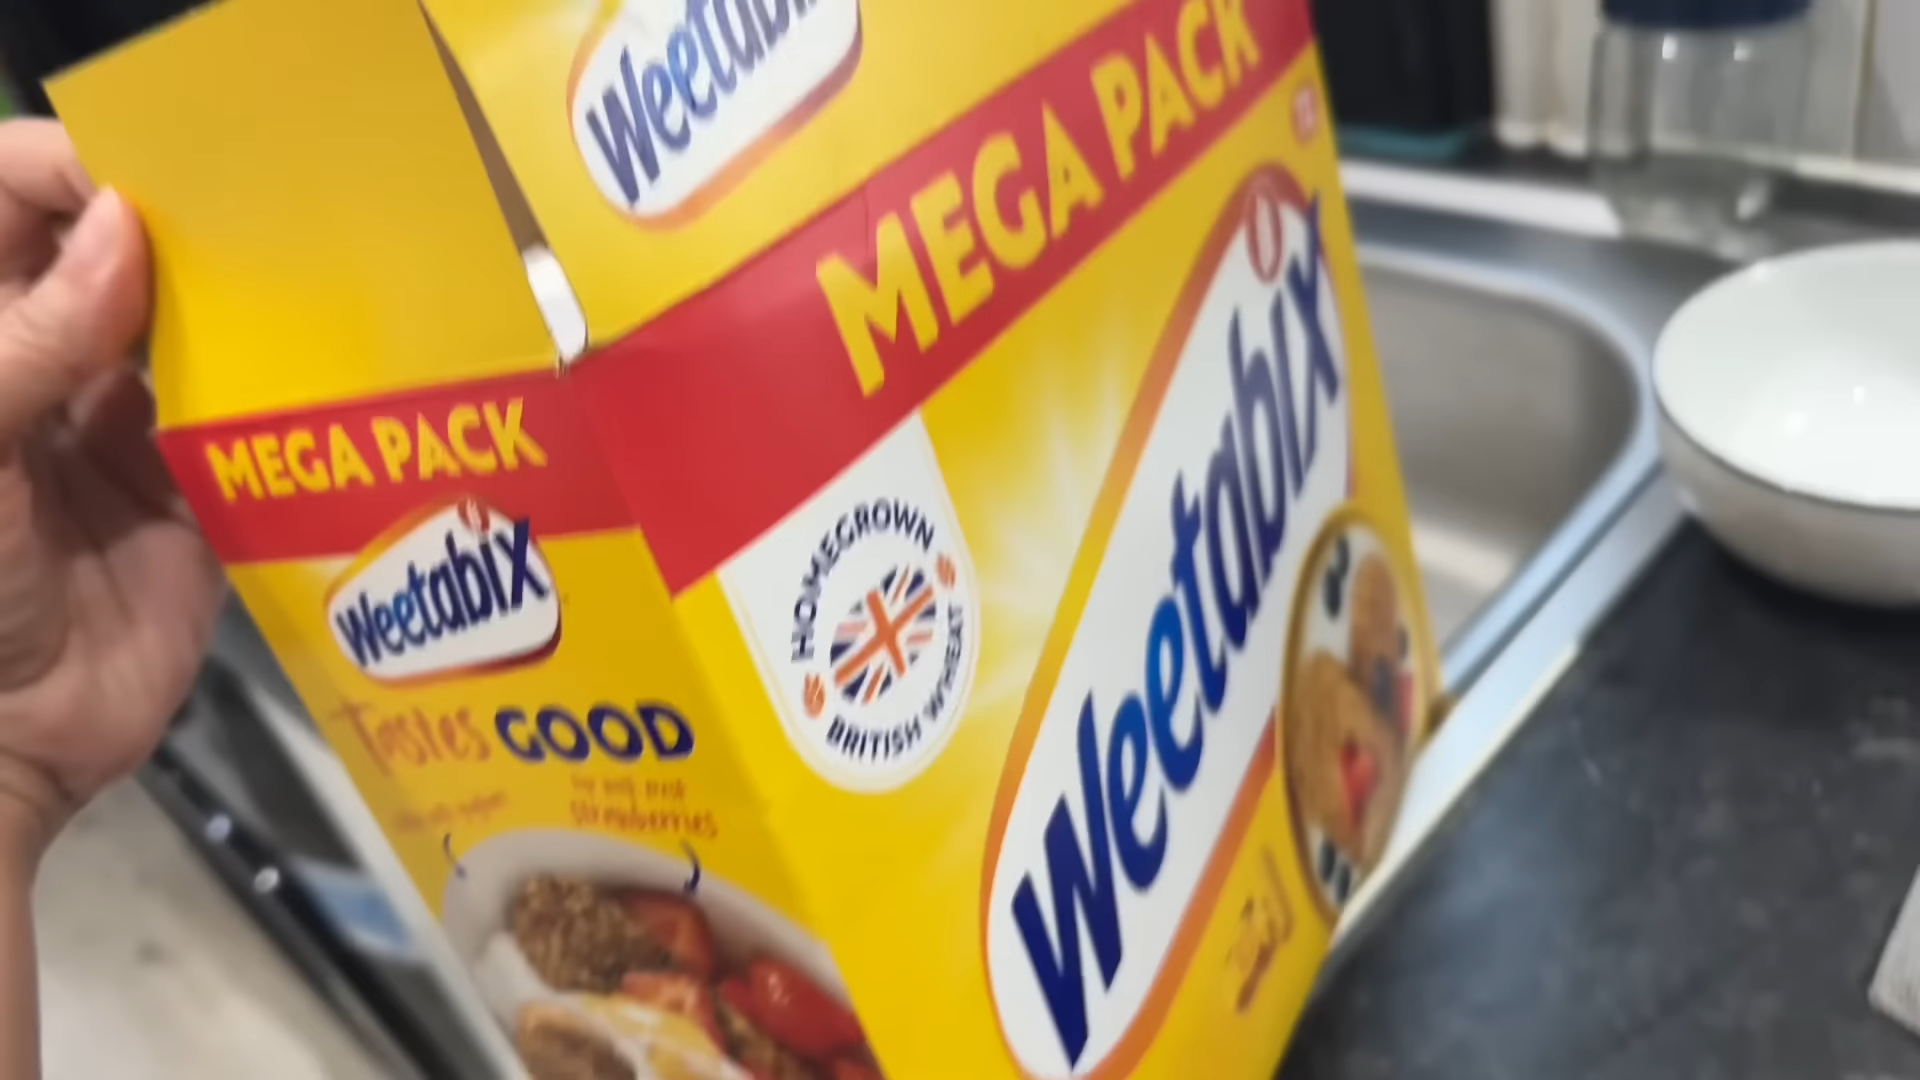 Weetabix
MEGA PACK
MEGA PACK
Weetabix
Tastes GOOD
strawberries
HOMEGROWN
BRITISH WHEAT
Weetabix